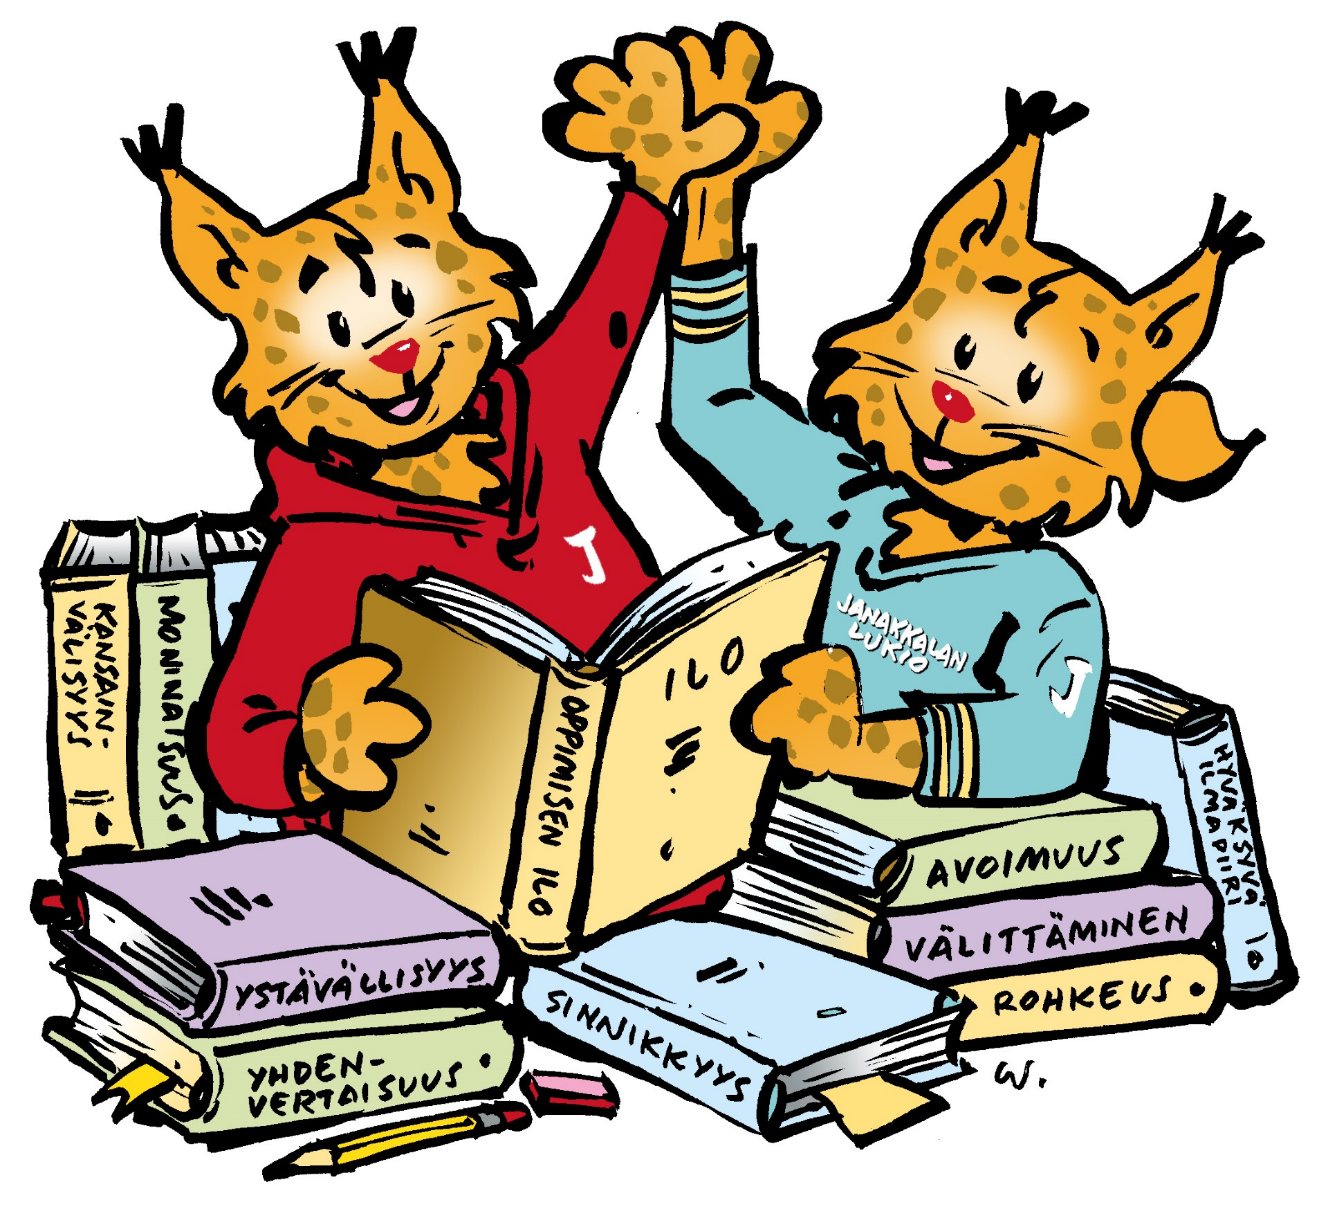 J
JANAKKALAN
LUKIO
J
KANSAIN-
VÄLISYYS
MONINAISUUS
ILO
OPPIMISEN ILO
HYVÄKSYVÄ
ILMAPIIRI
AVOIMUUS
VÄLITTÄMINEN
ROHKEUS
YSTÄVÄLLISYYS
SINNIKKYYS
YHDEN-
VERTAISUUS
W.